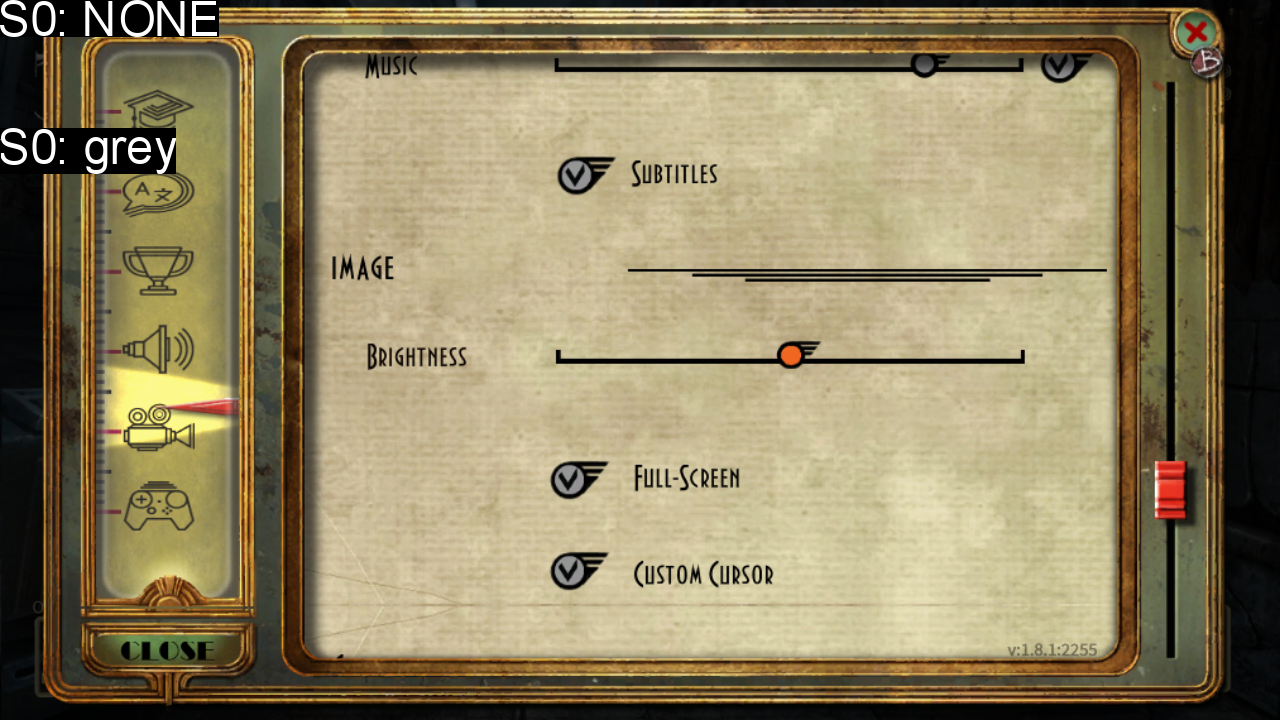 S0: NONE
B
Music
S0: grey
Subtitles
IMAGE
Brightness
Full-Screen
Custom Cursor
CLOSE
v:1.8.1:2255